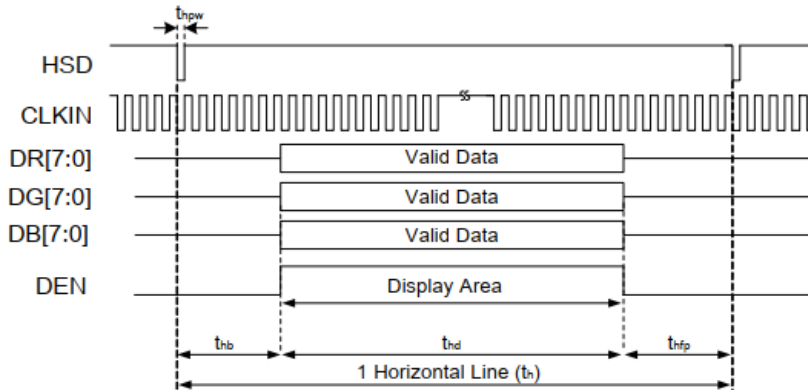 thpw
HSD
CLKIN
DR[7:0] Valid Data
DG[7:0] Valid Data
DB[7:0] Valid Data
DEN Display Area
thb thd thfp
1 Horizontal Line (th)